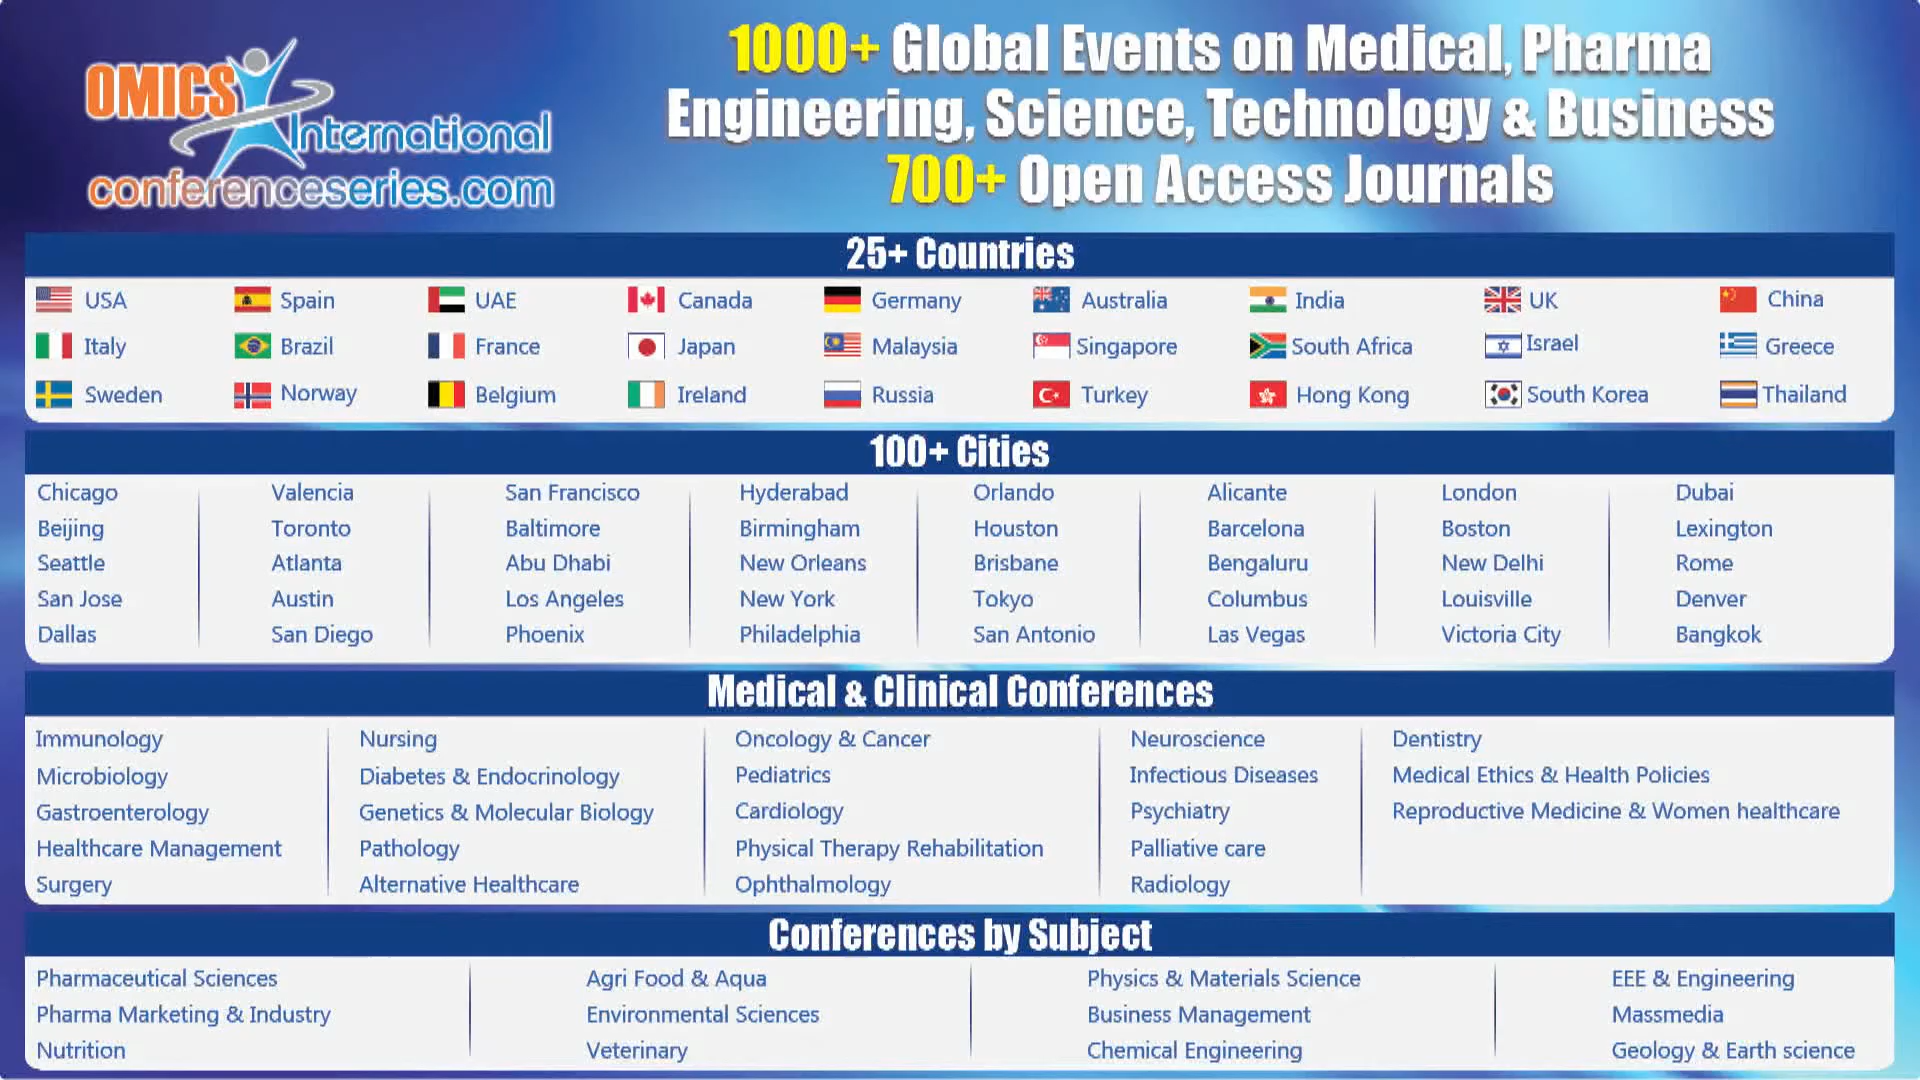 OMICS International
conferenceseries.com
1000+ Global Events on Medical, Pharma
Engineering, Science, Technology & Business
700+ Open Access Journals
25+ Countries
USA Spain UAE Canada Germany Australia India UK China
Italy Brazil France Japan Malaysia Singapore South Africa Israel Greece
Sweden Norway Belgium Ireland Russia Turkey Hong Kong South Korea Thailand
100+ Cities
Chicago Valencia San Francisco Hyderabad Orlando Alicante London Dubai
Beijing Toronto Baltimore Birmingham Houston Barcelona Boston Lexington
Seattle Atlanta Abu Dhabi New Orleans Brisbane Bengaluru New Delhi Rome
San Jose Austin Los Angeles New York Tokyo Columbus Louisville Denver
Dallas San Diego Phoenix Philadelphia San Antonio Las Vegas Victoria City Bangkok
Medical & Clinical Conferences
Immunology Nursing Oncology & Cancer Neuroscience Dentistry
Microbiology Diabetes & Endocrinology Pediatrics Infectious Diseases Medical Ethics & Health Policies
Gastroenterology Genetics & Molecular Biology Cardiology Psychiatry Reproductive Medicine & Women healthcare
Healthcare Management Pathology Physical Therapy Rehabilitation Palliative care
Surgery Alternative Healthcare Ophthalmology Radiology
Conferences by Subject
Pharmaceutical Sciences Agri Food & Aqua Physics & Materials Science EEE & Engineering
Pharma Marketing & Industry Environmental Sciences Business Management Massmedia
Nutrition Veterinary Chemical Engineering Geology & Earth science